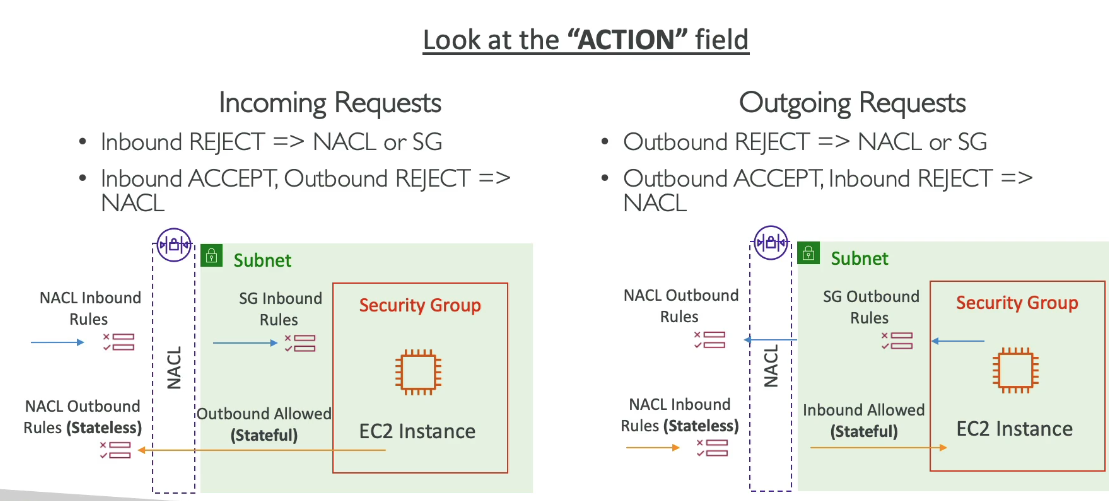 Look at the “ACTION” field
Incoming Requests
• Inbound REJECT => NACL or SG
• Inbound ACCEPT, Outbound REJECT =>
NACL
Subnet
NACL Inbound
Rules
SG Inbound
Rules
Security Group
NACL
NACL Outbound
Rules (Stateless)
Outbound Allowed
(Stateful)
EC2 Instance
Outgoing Requests
• Outbound REJECT => NACL or SG
• Outbound ACCEPT, Inbound REJECT =>
NACL
Subnet
NACL Outbound
Rules
SG Outbound
Rules
Security Group
NACL
NACL Inbound
Rules (Stateless)
Inbound Allowed
(Stateful)
EC2 Instance